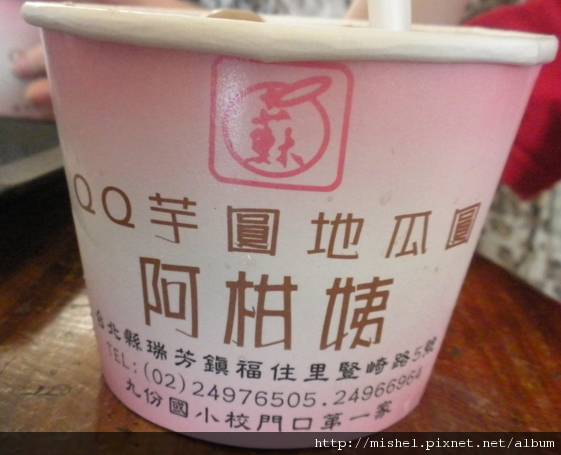 蘇
QQ芋圓地瓜圓
阿柑姨
台北縣瑞芳鎮福住里豎崎路5號
TEL:(02)24976505.24966964
九份國小校門口第一家
http://mishel.pixnet.net/album